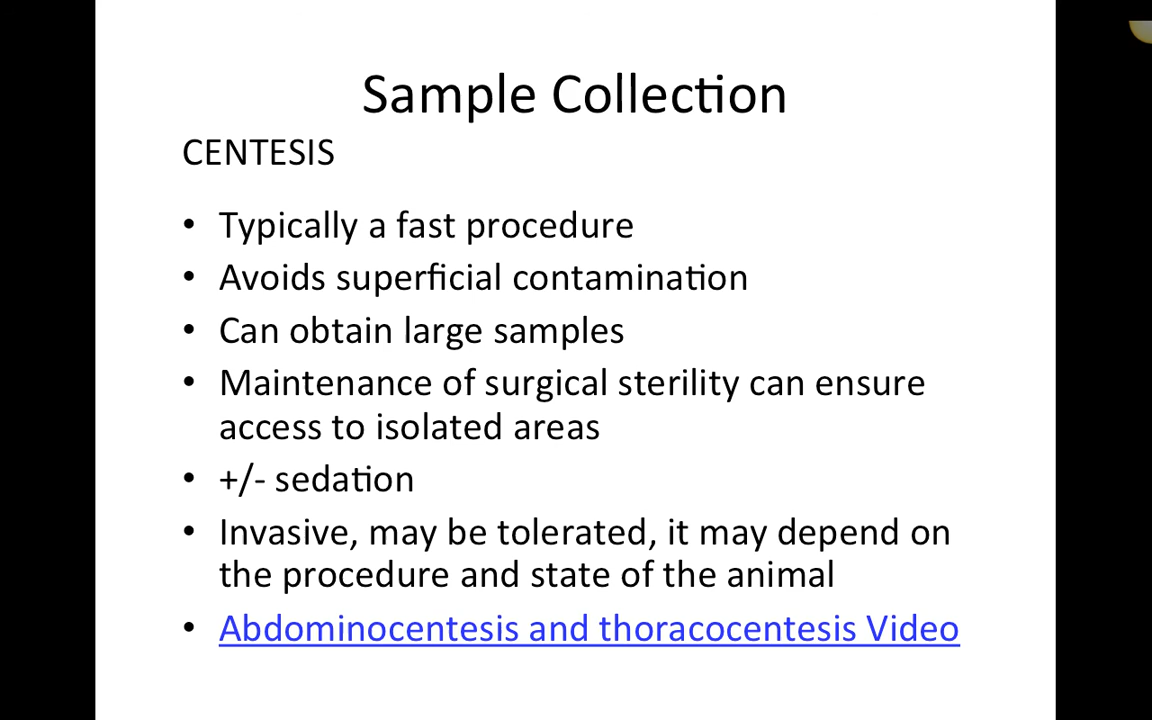 Sample Collection
CENTESIS
• Typically a fast procedure
• Avoids superficial contamination
• Can obtain large samples
• Maintenance of surgical sterility can ensure
access to isolated areas
• +/- sedation
• Invasive, may be tolerated, it may depend on
the procedure and state of the animal
• Abdominocentesis and thoracocentesis Video